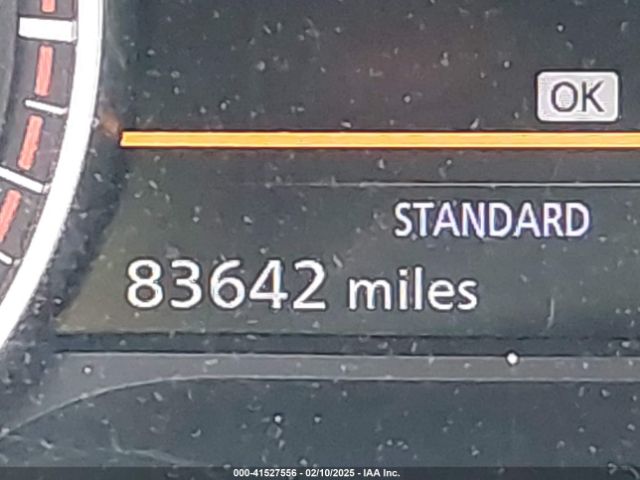 OK
STANDARD
83642 miles
000-41527556 - 02/10/2025 - IAA Inc.